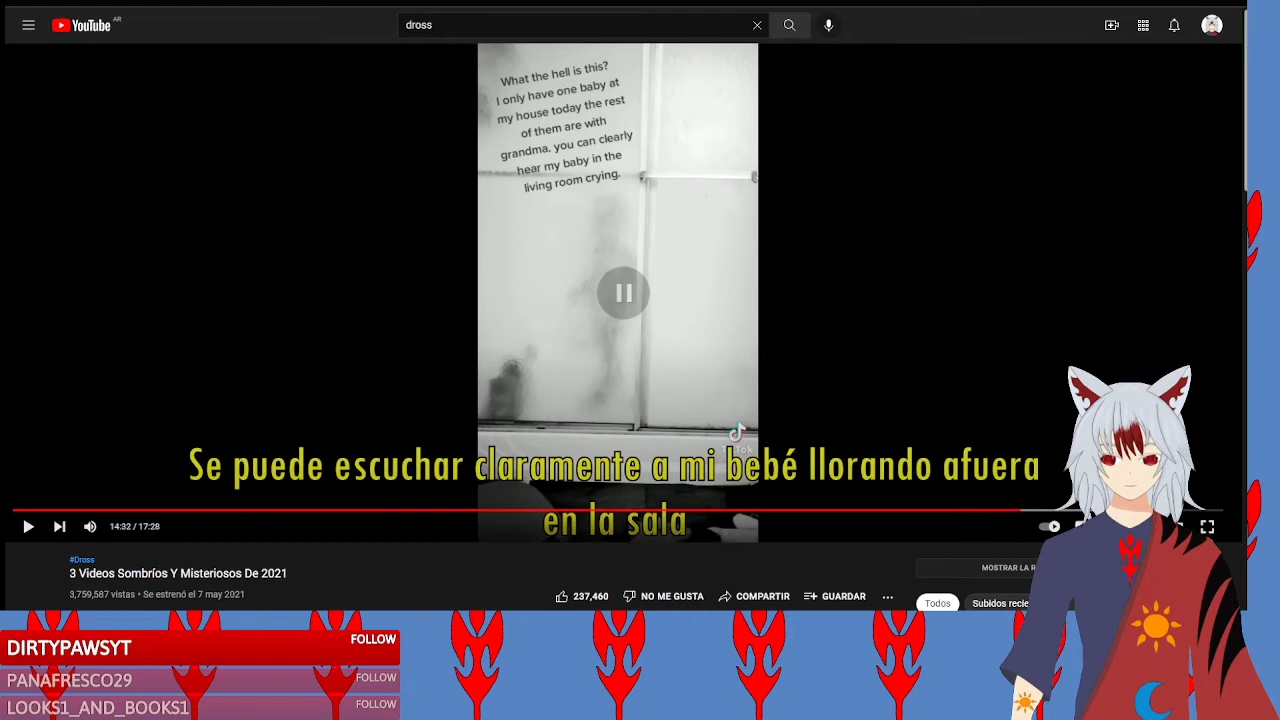 YouTube AR
dross
What the hell is this?
I only have one baby at
my house today the rest
of them are with
grandma. you can clearly
hear my baby in the
living room crying.
Se puede escuchar claramente a mi bebé llorando afuera
en la sala
14:32 / 17:28
#Dross
3 Videos Sombríos Y Misteriosos De 2021
3,759,587 vistas • Se estrenó el 7 may 2021
237,460
NO ME GUSTA
COMPARTIR
GUARDAR
MOSTRAR LA R
Todos
Subidos recie
DIRTYPAWSYT FOLLOW
PANAFRESCO29 FOLLOW
LOOKS1_AND_BOOKS1 FOLLOW